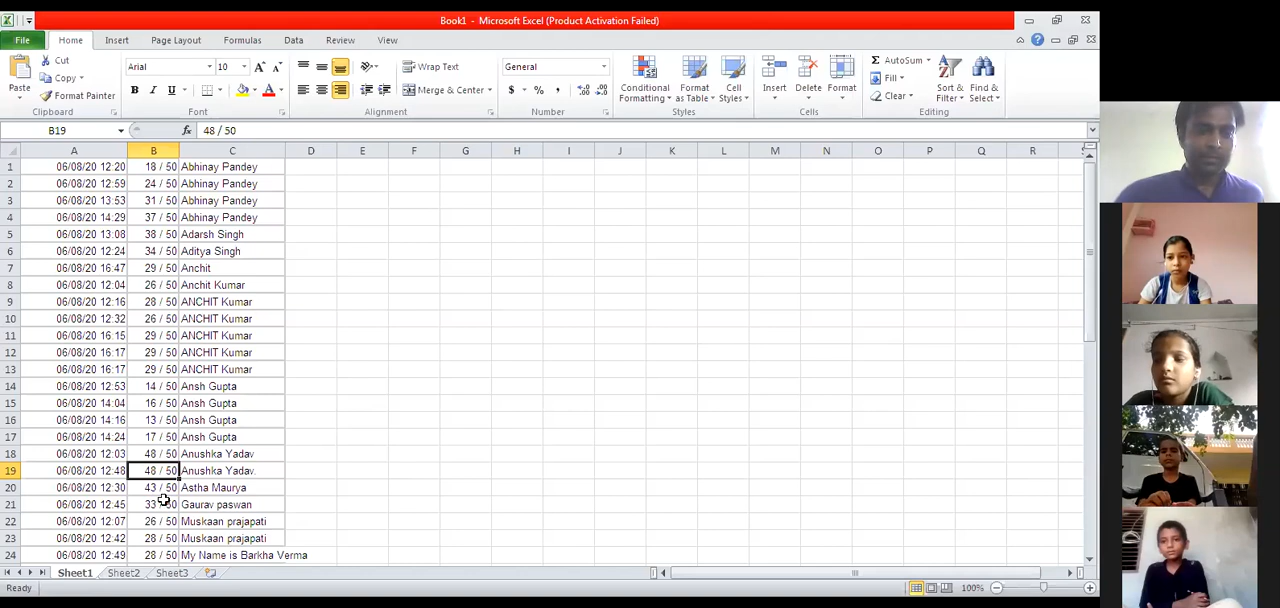 Book1 - Microsoft Excel (Product Activation Failed)
File Home Insert Page Layout Formulas Data Review View
Cut
Copy
Format Painter
Paste
Clipboard
Arial 10
B I U
Font
Wrap Text
Merge & Center
Alignment
General
$ % ,
Number
Conditional Formatting
Format as Table
Cell Styles
Styles
Insert Delete Format
Cells
AutoSum
Fill
Clear
Sort & Filter
Find & Select
Editing
B19 fx 48 / 50
A B C D E F G H I J K L M N O P Q R
1 06/08/20 12:20 18 / 50 Abhinay Pandey
2 06/08/20 12:59 24 / 50 Abhinay Pandey
3 06/08/20 13:53 31 / 50 Abhinay Pandey
4 06/08/20 14:29 37 / 50 Abhinay Pandey
5 06/08/20 13:08 38 / 50 Adarsh Singh
6 06/08/20 12:24 34 / 50 Aditya Singh
7 06/08/20 16:47 29 / 50 Anchit
8 06/08/20 12:04 26 / 50 Anchit Kumar
9 06/08/20 12:16 28 / 50 ANCHIT Kumar
10 06/08/20 12:32 26 / 50 ANCHIT Kumar
11 06/08/20 16:15 29 / 50 ANCHIT Kumar
12 06/08/20 16:17 29 / 50 ANCHIT Kumar
13 06/08/20 16:17 29 / 50 ANCHIT Kumar
14 06/08/20 12:53 14 / 50 Ansh Gupta
15 06/08/20 14:04 16 / 50 Ansh Gupta
16 06/08/20 14:16 13 / 50 Ansh Gupta
17 06/08/20 14:24 17 / 50 Ansh Gupta
18 06/08/20 12:03 48 / 50 Anushka Yadav
19 06/08/20 12:48 48 / 50 Anushka Yadav.
20 06/08/20 12:30 43 / 50 Astha Maurya
21 06/08/20 12:45 33 50 Gaurav paswan
22 06/08/20 12:07 26 / 50 Muskaan prajapati
23 06/08/20 12:42 28 / 50 Muskaan prajapati
24 06/08/20 12:49 28 / 50 My Name is Barkha Verma
Sheet1 Sheet2 Sheet3
Ready 100%